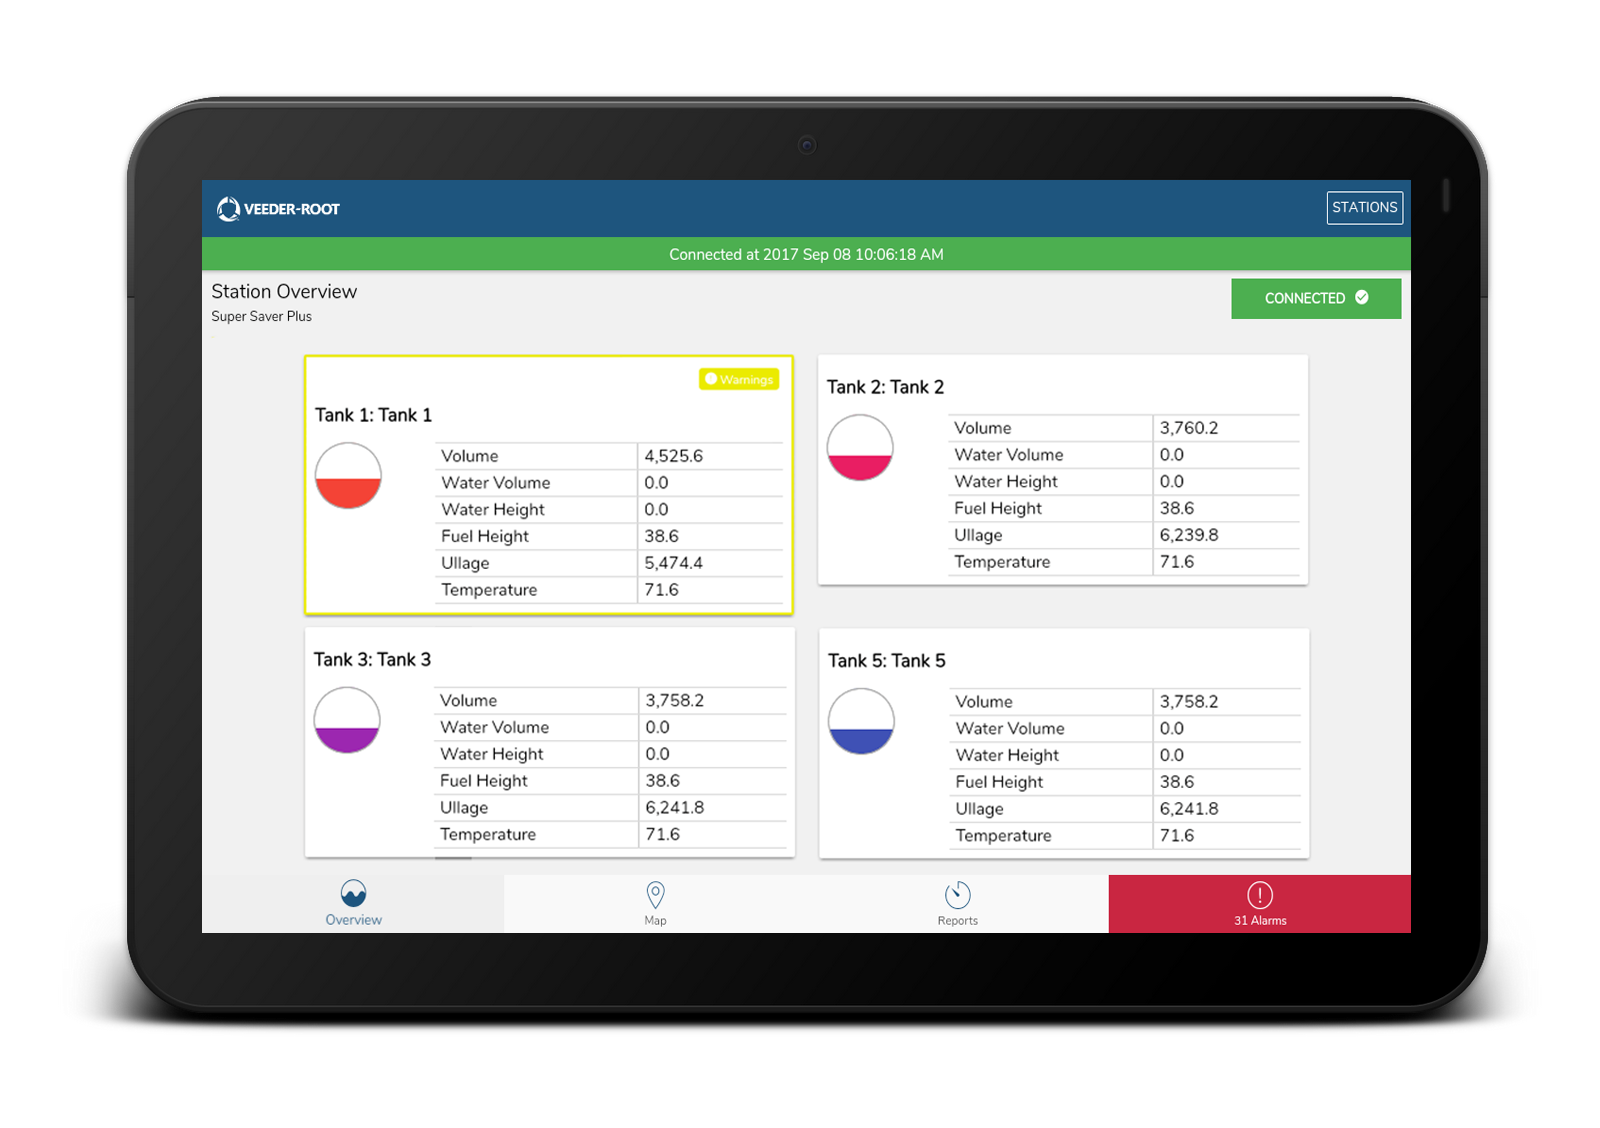 VEEDER-ROOT
STATIONS
Connected at 2017 Sep 08 10:06:18 AM
Station Overview
Super Saver Plus
CONNECTED
Warnings
Tank 1: Tank 1
Volume 4,525.6
Water Volume 0.0
Water Height 0.0
Fuel Height 38.6
Ullage 5,474.4
Temperature 71.6
Tank 2: Tank 2
Volume 3,760.2
Water Volume 0.0
Water Height 0.0
Fuel Height 38.6
Ullage 6,239.8
Temperature 71.6
Tank 3: Tank 3
Volume 3,758.2
Water Volume 0.0
Water Height 0.0
Fuel Height 38.6
Ullage 6,241.8
Temperature 71.6
Tank 5: Tank 5
Volume 3,758.2
Water Volume 0.0
Water Height 0.0
Fuel Height 38.6
Ullage 6,241.8
Temperature 71.6
Overview
Map
Reports
31 Alarms